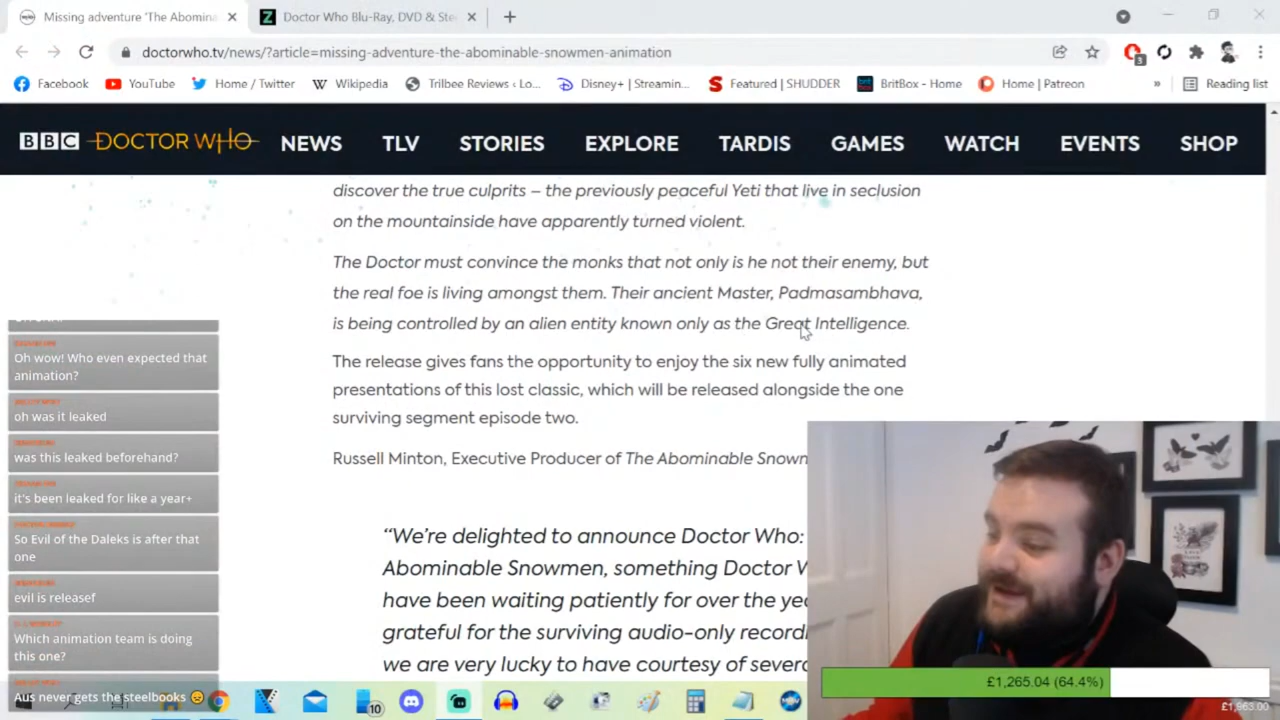 Missing adventure 'The Abomina
Doctor Who Blu-Ray, DVD & Ste
doctorwho.tv/news/?article=missing-adventure-the-abominable-snowmen-animation
3
Facebook
YouTube
Home / Twitter
Wikipedia
Trilbee Reviews ‹ Lo...
Disney+ | Streamin...
Featured | SHUDDER
BritBox - Home
Home | Patreon
»
Reading list
BBC DOCTOR WHO
NEWS
TLV
STORIES
EXPLORE
TARDIS
GAMES
WATCH
EVENTS
SHOP
discover the true culprits – the previously peaceful Yeti that live in seclusion
on the mountainside have apparently turned violent.
The Doctor must convince the monks that not only is he not their enemy, but
the real foe is living amongst them. Their ancient Master, Padmasambhava,
is being controlled by an alien entity known only as the Great Intelligence.
The release gives fans the opportunity to enjoy the six new fully animated
presentations of this lost classic, which will be released alongside the one
surviving segment episode two.
Russell Minton, Executive Producer of The Abominable Snown
“We're delighted to announce Doctor Who:
Abominable Snowmen, something Doctor W
have been waiting patiently for over the ye
grateful for the surviving audio-only recordi
we are very lucky to have courtesy of severa
Oh wow! Who even expected that
animation?
oh was it leaked
was this leaked beforehand?
it's been leaked for like a year+
So Evil of the Daleks is after that
one
evil is releasef
Which animation team is doing
this one?
Aus never gets the steelbooks 😟
10
£1,265.04 (64.4%)
£1,963.00